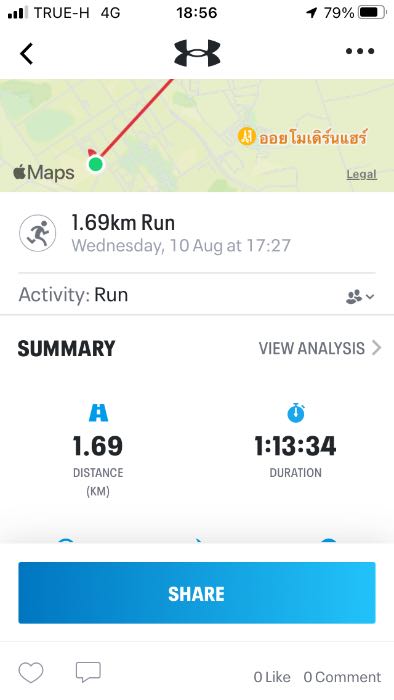 TRUE-H 4G 18:56 79%
ออยโมเดิร์นแฮร์
Maps Legal
1.69km Run
Wednesday, 10 Aug at 17:27
Activity: Run
SUMMARY VIEW ANALYSIS
1.69 1:13:34
DISTANCE DURATION
(KM)
SHARE
0 Like 0 Comment